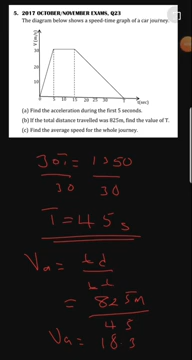 5. 2017 OCTOBER/NOVEMBER EXAMS, Q23
The diagram below shows a speed-time graph of a car journey.
V (m/s)
30
20
10
0 5 10 15 20 25 30 T t(sec)
(a) Find the acceleration during the first 5 seconds.
(b) If the total distance travelled was 825m, find the value of T.
(c) Find the average speed for the whole journey.
30T = 1350
30 30
T = 45s
Va = td
tt
= 825m
45
Va = 18.3